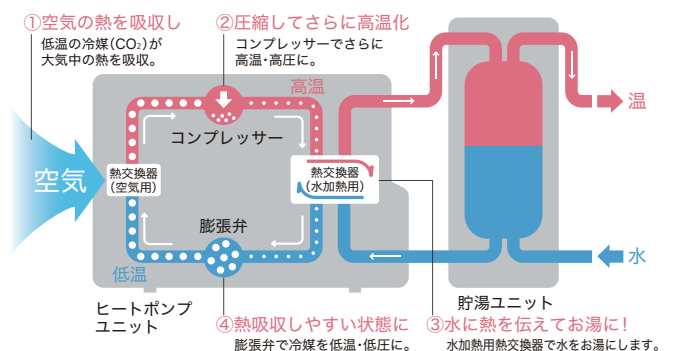 ①空気の熱を吸収し
低温の冷媒(CO₂)が
大気中の熱を吸収。
②圧縮してさらに高温化
コンプレッサーでさらに
高温・高圧に。
高温
コンプレッサー
温
空気
熱交換器
(空気用)
熱交換器
(水加熱用)
膨張弁
低温
水
ヒートポンプ
ユニット
貯湯ユニット
④熱吸収しやすい状態に
膨張弁で冷媒を低温・低圧に。
③水に熱を伝えてお湯に!
水加熱用熱交換器で水をお湯にします。